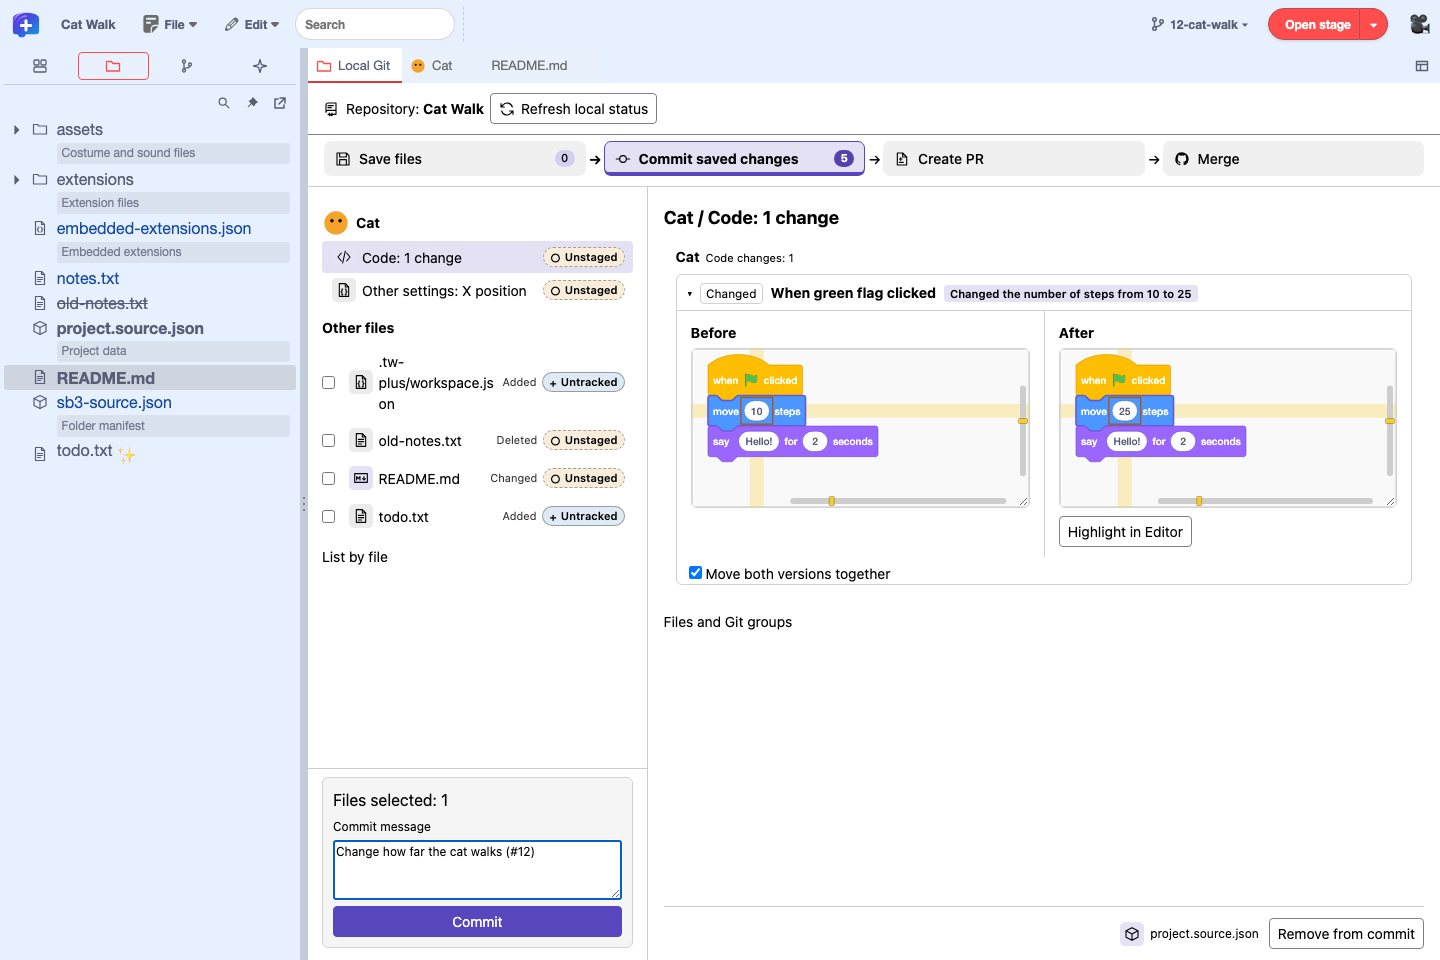 Cat Walk
File
Edit
Search
12-cat-walk
Open stage
Local Git
Cat
README.md
assets
Costume and sound files
extensions
Extension files
embedded-extensions.json
Embedded extensions
notes.txt
old-notes.txt
project.source.json
Project data
README.md
sb3-source.json
Folder manifest
todo.txt
Repository: Cat Walk
Refresh local status
Save files 0
Commit saved changes 5
Create PR
Merge
Cat
Code: 1 change Unstaged
Other settings: X position Unstaged
Other files
.tw-
plus/workspace.js
on
Added + Untracked
old-notes.txt Deleted Unstaged
README.md Changed Unstaged
todo.txt Added + Untracked
List by file
Files selected: 1
Commit message
Change how far the cat walks (#12)
Commit
Cat / Code: 1 change
Cat Code changes: 1
Changed When green flag clicked Changed the number of steps from 10 to 25
Before
when clicked
move 10 steps
say Hello! for 2 seconds
After
when clicked
move 25 steps
say Hello! for 2 seconds
Highlight in Editor
Move both versions together
Files and Git groups
project.source.json
Remove from commit